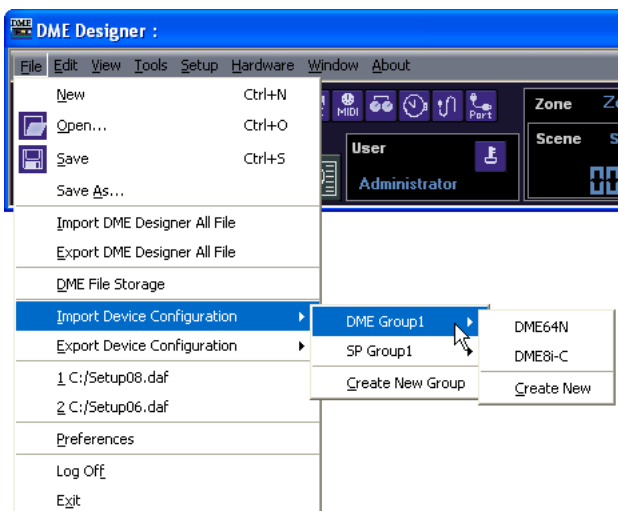 DME Designer :
File Edit View Tools Setup Hardware Window About
New Ctrl+N
Open... Ctrl+O
Save Ctrl+S
Save As...
Import DME Designer All File
Export DME Designer All File
DME File Storage
Import Device Configuration
Export Device Configuration
1 C:/Setup08.daf
2 C:/Setup06.daf
Preferences
Log Off
Exit
DME Group1
SP Group1
Create New Group
DME64N
DME8i-C
Create New
MIDI
Port
User
Administrator
Zone
Scene